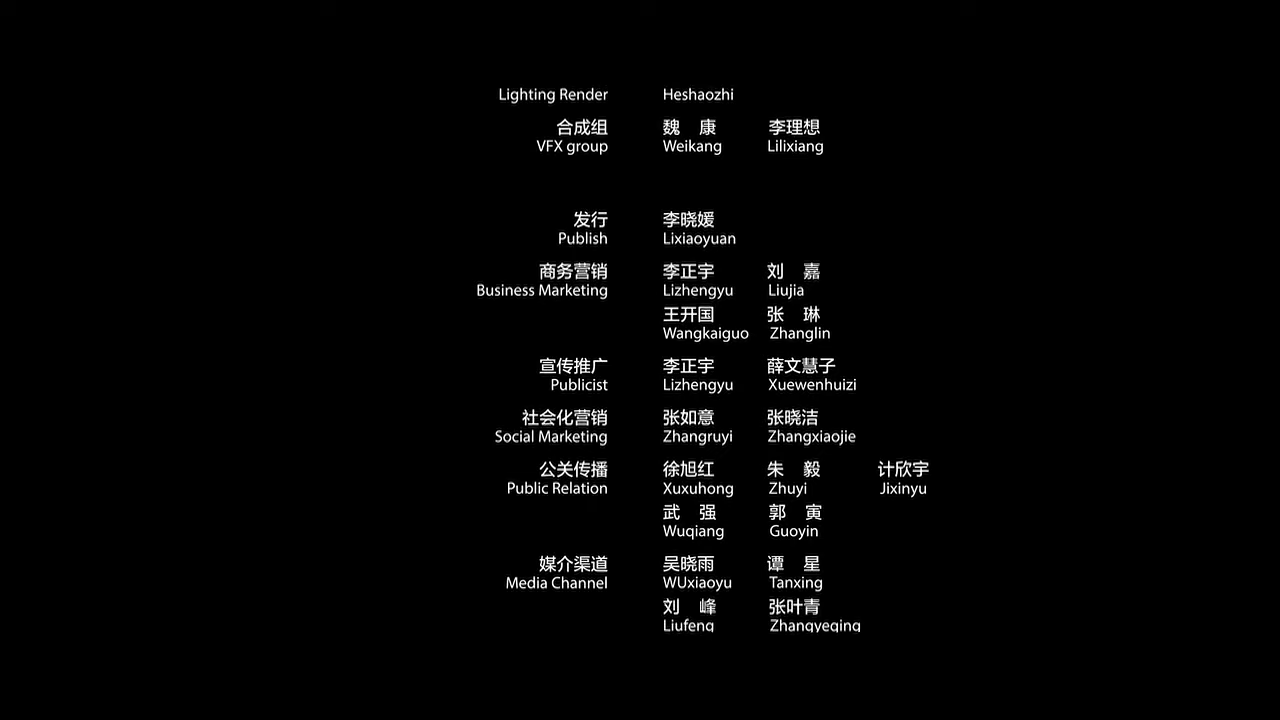 Lighting Render Heshaozhi
合成组 魏 康 李理想
VFX group Weikang Lilixiang
发行 李晓媛
Publish Lixiaoyuan
商务营销 李正宇 刘 嘉
Business Marketing Lizhengyu Liujia
王开国 张 琳
Wangkaiguo Zhanglin
宣传推广 李正宇 薛文慧子
Publicist Lizhengyu Xuewenhuizi
社会化营销 张如意 张晓洁
Social Marketing Zhangruyi Zhangxiaojie
公关传播 徐旭红 朱 毅 计欣宇
Public Relation Xuxuhong Zhuyi Jixinyu
武 强 郭 寅
Wuqiang Guoyin
媒介渠道 吴晓雨 谭 星
Media Channel WUxiaoyu Tanxing
刘 峰 张叶青
Liufeng Zhangyeqing